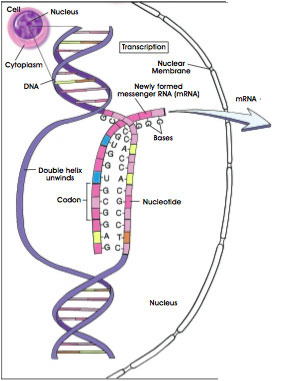 Cell
Nucleus
Cytoplasm
DNA
Transcription
Nuclear
Membrane
Newly formed
messenger RNA (mRNA)
mRNA
Bases
Double helix
unwinds
Codon
Nucleotide
Nucleus
U G C G G A G
A C C A C G C C T C